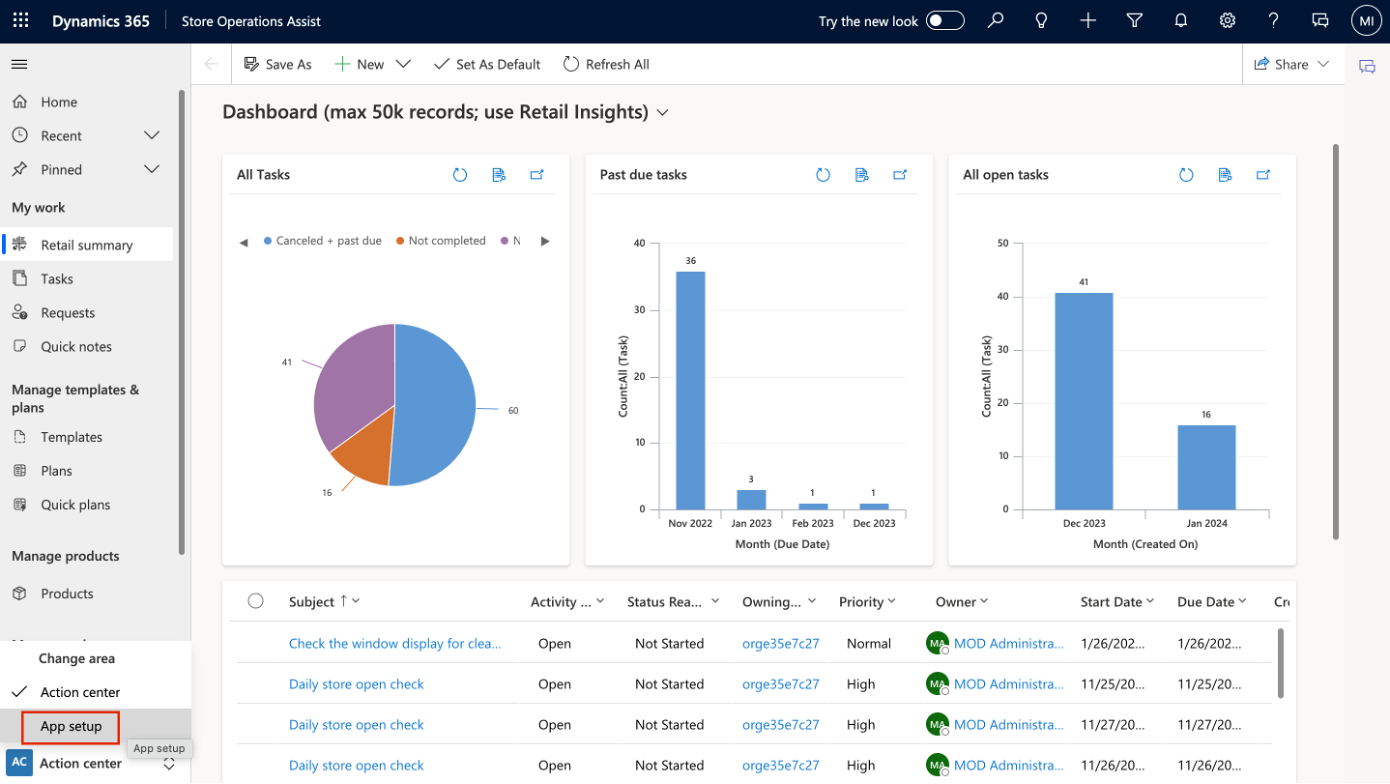 Dynamics 365
Store Operations Assist
Try the new look
MI
Save As
New
Set As Default
Refresh All
Share
Home
Recent
Pinned
My work
Retail summary
Tasks
Requests
Quick notes
Manage templates &
plans
Templates
Plans
Quick plans
Manage products
Products
Change area
Action center
App setup
App setup
AC Action center
Dashboard (max 50k records; use Retail Insights)
All Tasks
Canceled + past due Not completed N
41
60
16
Past due tasks
Count:All (Task)
40
30
20
10
0
36
3
1
1
Nov 2022 Jan 2023 Feb 2023 Dec 2023
Month (Due Date)
All open tasks
Count:All (Task)
50
40
30
20
10
0
41
16
Dec 2023 Jan 2024
Month (Created On)
Subject ↑ Activity ... Status Rea... Owning... Priority Owner Start Date Due Date Cr
Check the window display for clea... Open Not Started orge35e7c27 Normal MA MOD Administra... 1/26/202... 1/26/202...
Daily store open check Open Not Started orge35e7c27 High MA MOD Administra... 11/25/20... 11/25/20...
Daily store open check Open Not Started orge35e7c27 High MA MOD Administra... 11/27/20... 11/27/20...
Daily store open check Open Not Started orge35e7c27 High MA MOD Administra... 11/26/20... 11/26/20...